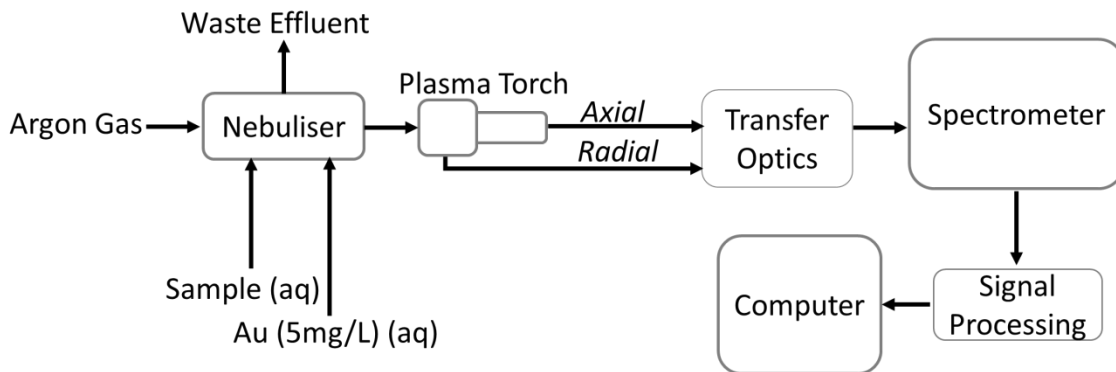 Waste Effluent
Argon Gas
Nebuliser
Plasma Torch
Axial
Radial
Transfer
Optics
Spectrometer
Sample (aq)
Au (5mg/L) (aq)
Computer
Signal
Processing